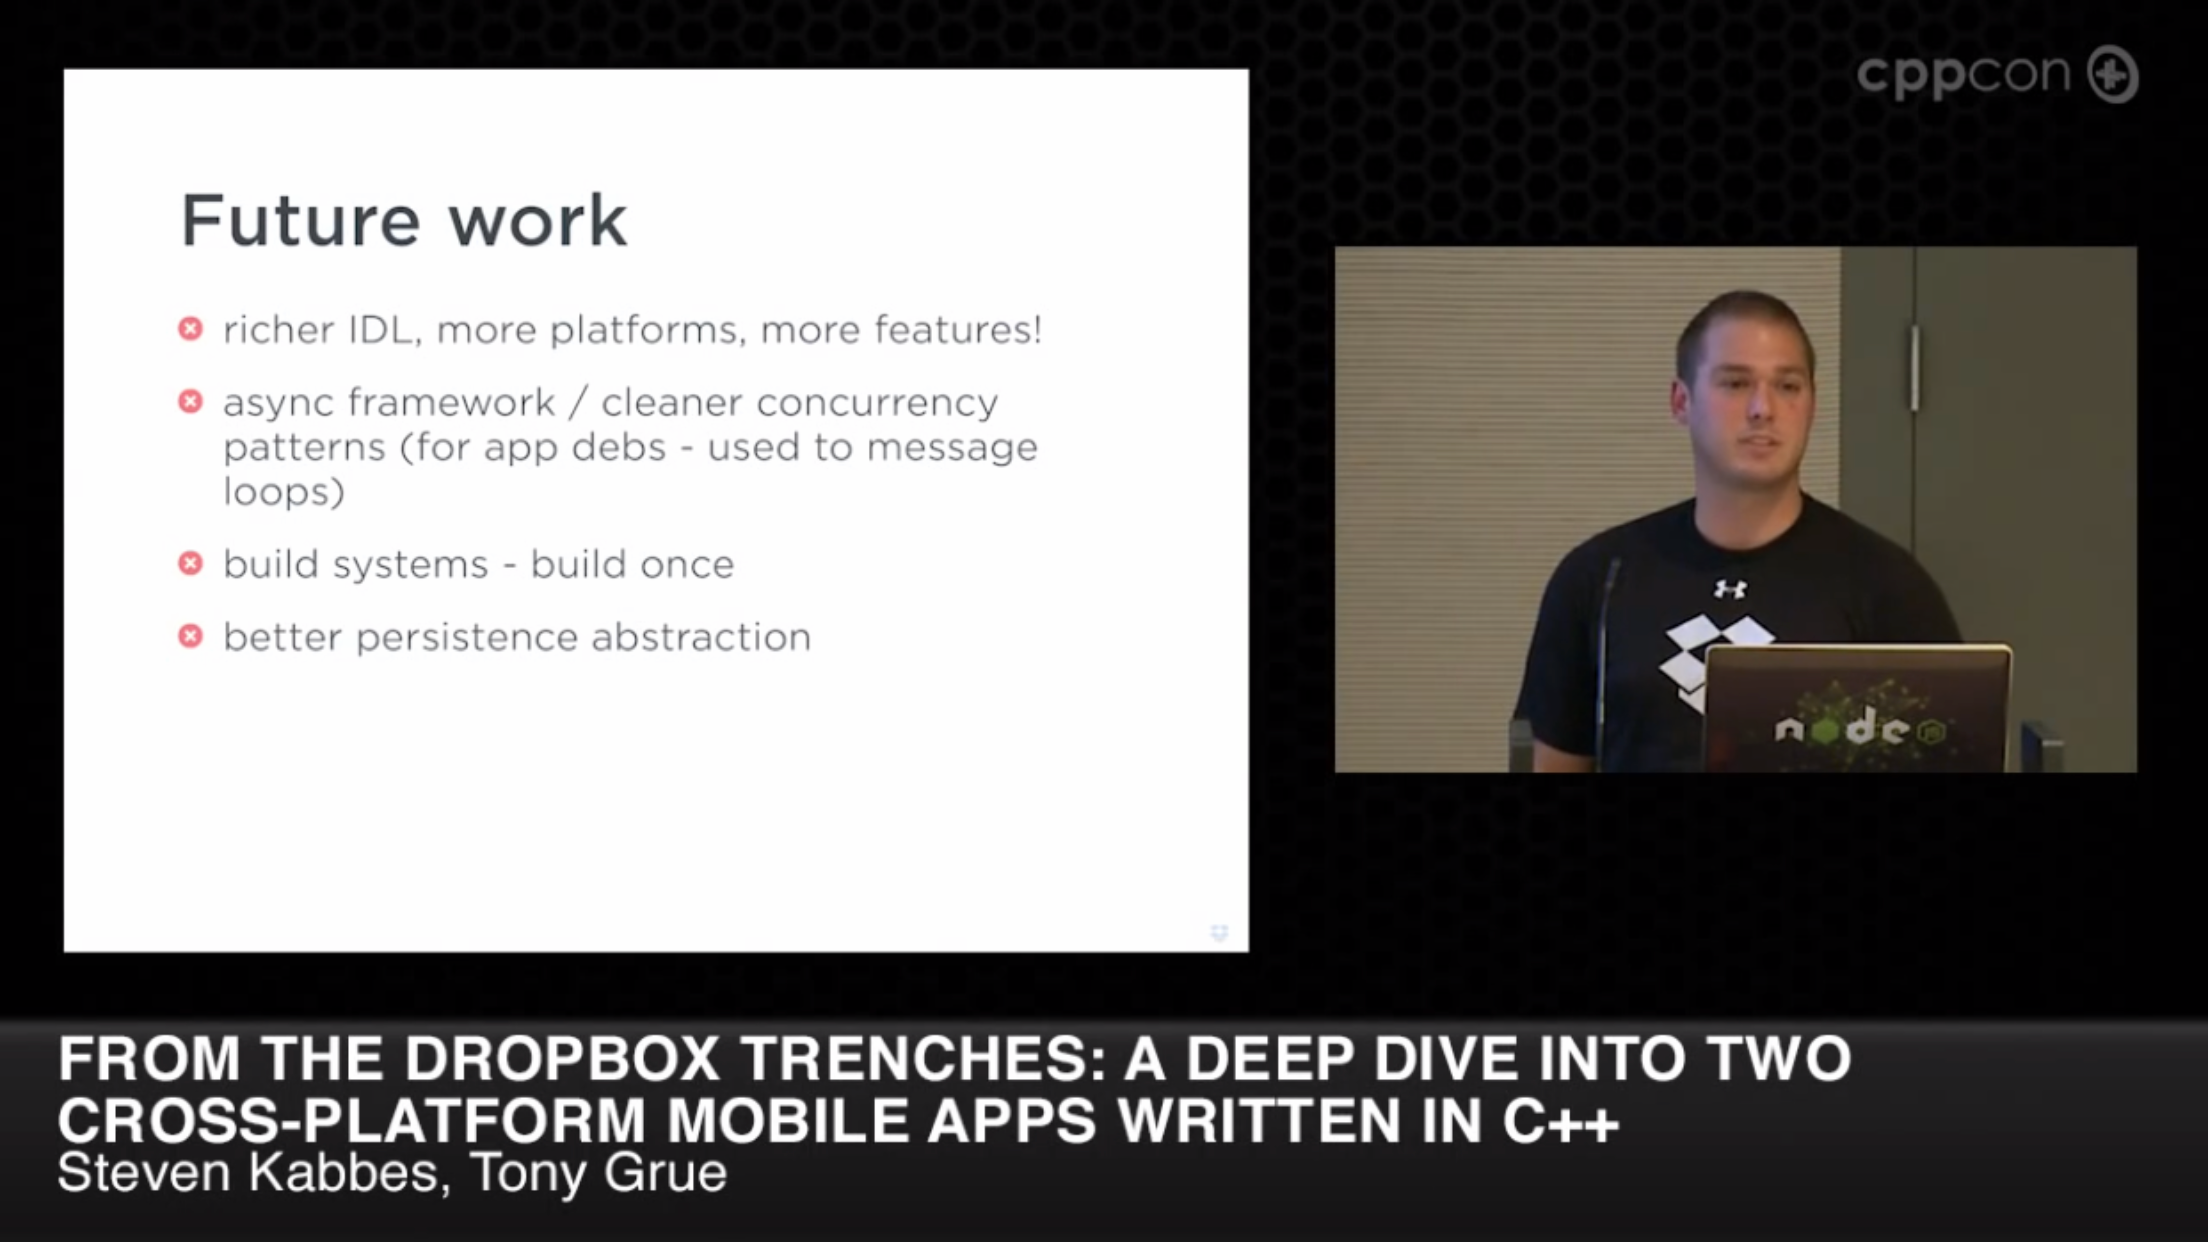 cppcon
Future work
richer IDL, more platforms, more features!
async framework / cleaner concurrency
patterns (for app debs - used to message
loops)
build systems - build once
better persistence abstraction
node
JS
FROM THE DROPBOX TRENCHES: A DEEP DIVE INTO TWO
CROSS-PLATFORM MOBILE APPS WRITTEN IN C++
Steven Kabbes, Tony Grue